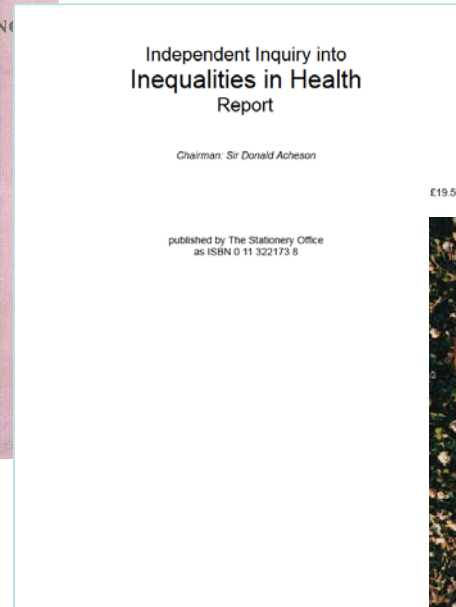 Independent Inquiry into
Inequalities in Health
Report
Chairman: Sir Donald Acheson
published by The Stationery Office
as ISBN 0 11 322173 8